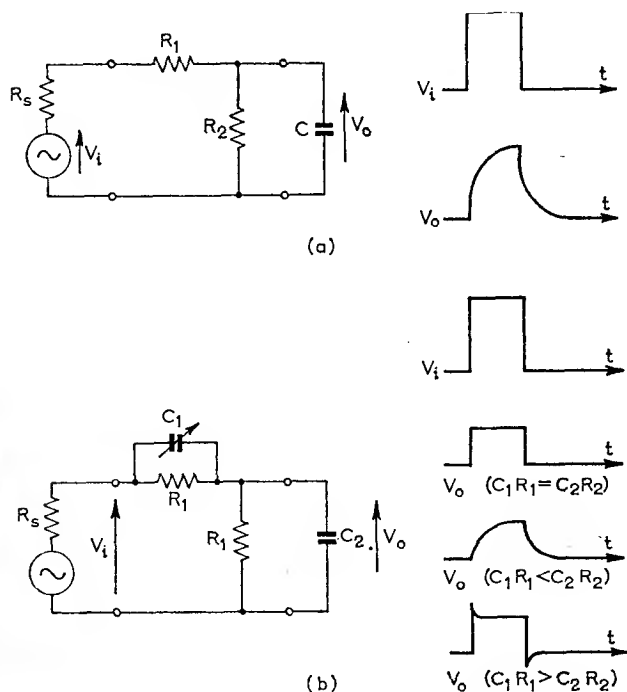 R1
Rs
Vi
R2
C
Vo
Vi
t
Vo
t
(a)
Vi
t
C1
R1
Rs
Vi
R1
C2.
Vo
t
Vo (C1R1=C2R2)
t
Vo (C1R1<C2R2)
t
Vo (C1R1>C2R2)
(b)